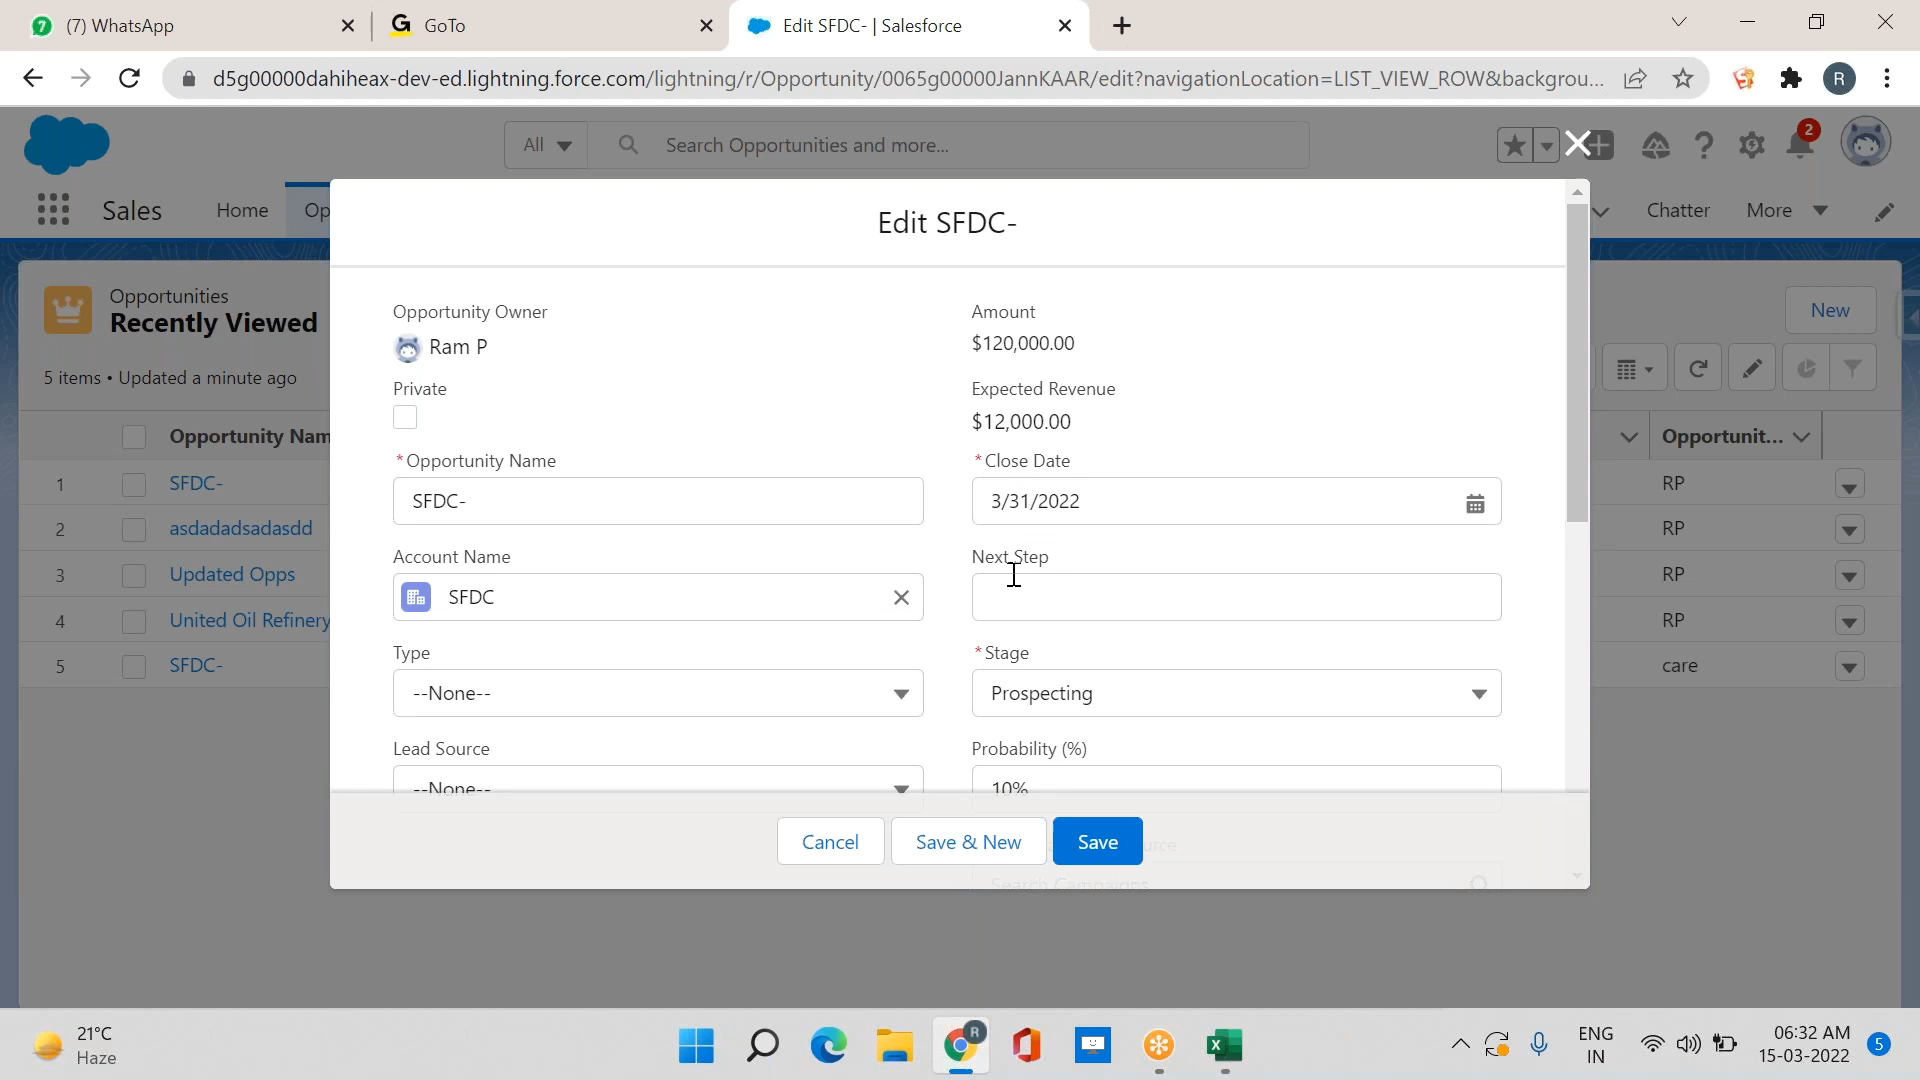 7 (7) WhatsApp
G GoTo
Edit SFDC- | Salesforce
d5g00000dahiheax-dev-ed.lightning.force.com/lightning/r/Opportunity/0065g00000JannKAAR/edit?navigationLocation=LIST_VIEW_ROW&backgrou...
R
All
Search Opportunities and more...
2
Sales
Home
Op
Chatter
More
Edit SFDC-
Opportunities
Recently Viewed
5 items • Updated a minute ago
New
Opportunity Nam
Opportunit...
1 SFDC- RP
2 asdadadsadasdd RP
3 Updated Opps RP
4 United Oil Refinery RP
5 SFDC- care
Opportunity Owner
Ram P
Amount
$120,000.00
Private
Expected Revenue
$12,000.00
*Opportunity Name
SFDC-
*Close Date
3/31/2022
Account Name
SFDC
Next Step
Type
--None--
*Stage
Prospecting
Lead Source
--None--
Probability (%)
10%
urce
Search Campaigns...
Cancel
Save & New
Save
21°C
Haze
R
ENG
IN
06:32 AM
15-03-2022
5